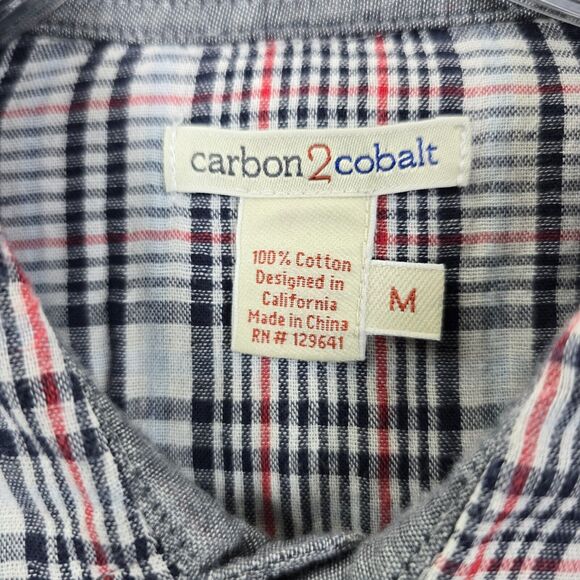 carbon2cobalt
100% Cotton
Designed in
California
Made in China
RN# 129641
M